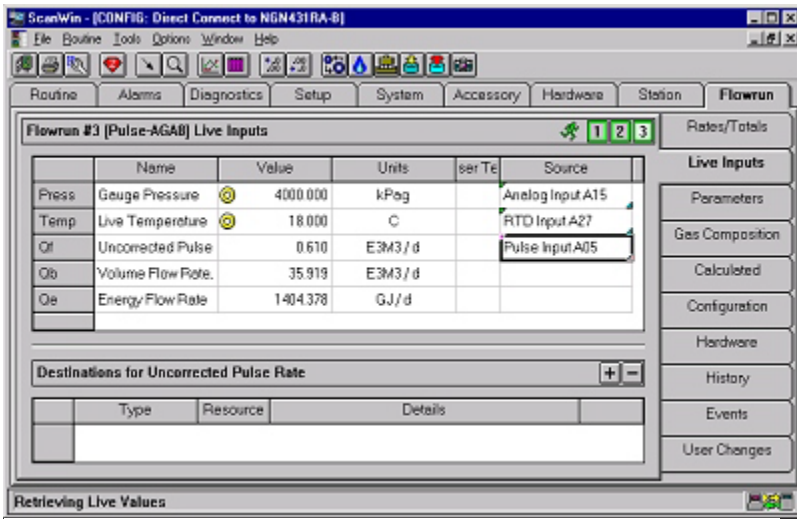 ScanWin - [CONFIG: Direct Connect to NGN431RA-B]
File Routine Tools Options Window Help
Routine Alarms Diagnostics Setup System Accessory Hardware Station Flowrun
Flowrun #3 [Pulse-AGA8] Live Inputs 1 2 3
Rates/Totals
Live Inputs
Parameters
Gas Composition
Calculated
Configuration
Hardware
History
Events
User Changes
Name Value Units ser Te Source
Press Gauge Pressure 4000.000 kPag Analog Input A15
Temp Live Temperature 18.000 C RTD Input A27
Qf Uncorrected Pulse 0.610 E3M3 / d Pulse Input A05
Qb Volume Flow Rate, 35.919 E3M3 / d
Qe Energy Flow Rate 1404.378 GJ / d
Destinations for Uncorrected Pulse Rate + -
Type Resource Details
Retrieving Live Values